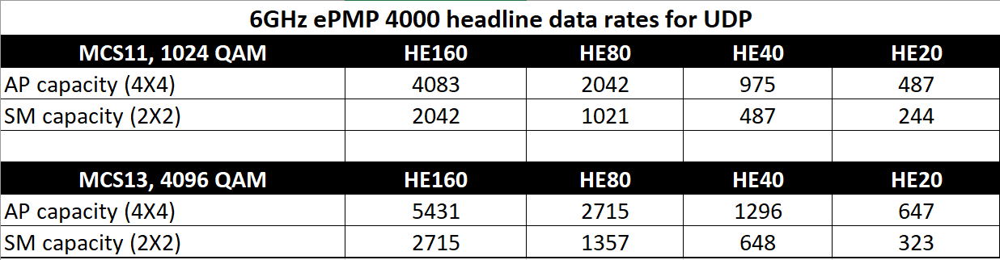 6GHz ePMP 4000 headline data rates for UDP
MCS11, 1024 QAM HE160 HE80 HE40 HE20
AP capacity (4X4) 4083 2042 975 487
SM capacity (2X2) 2042 1021 487 244
MCS13, 4096 QAM HE160 HE80 HE40 HE20
AP capacity (4X4) 5431 2715 1296 647
SM capacity (2X2) 2715 1357 648 323